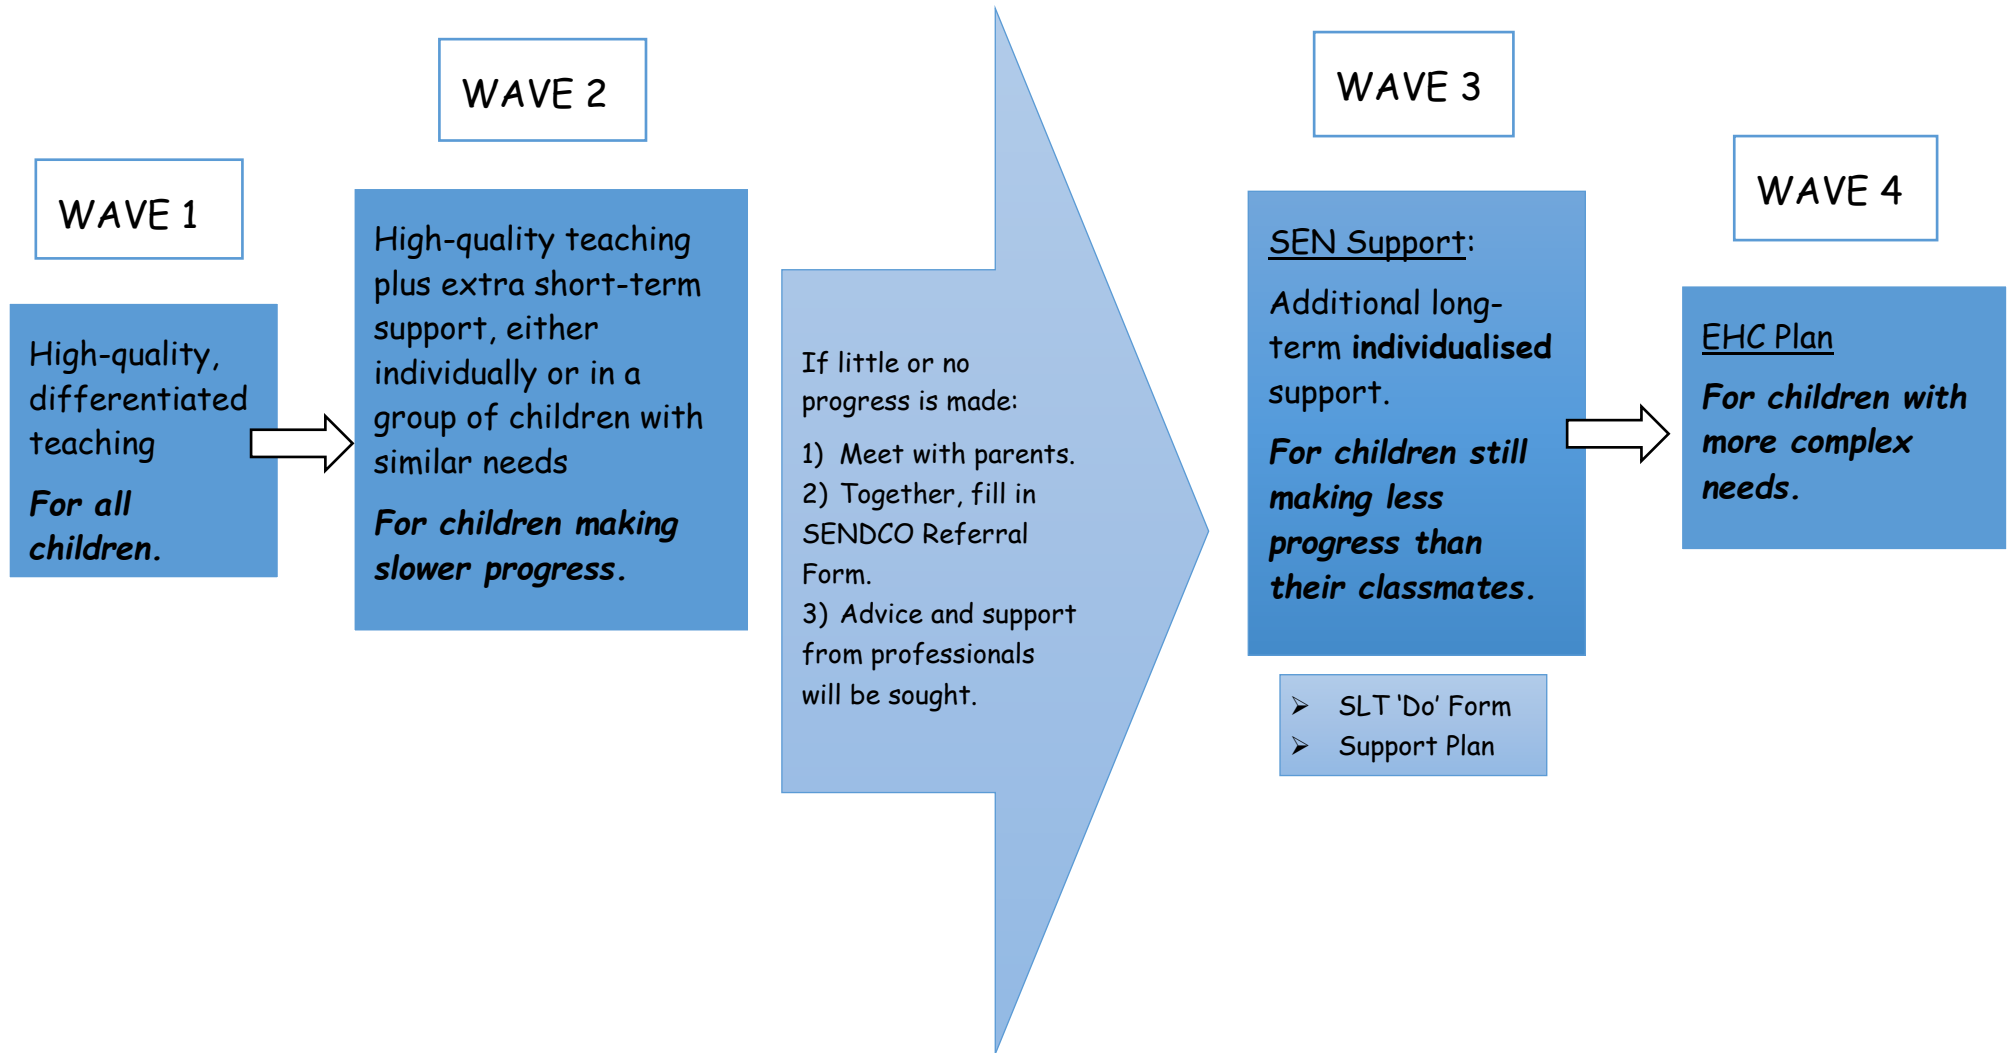 WAVE 1
High-quality,
differentiated
teaching
For all
children.
WAVE 2
High-quality teaching
plus extra short-term
support, either
individually or in a
group of children with
similar needs
For children making
slower progress.
If little or no
progress is made:
1) Meet with parents.
2) Together, fill in
SENDCO Referral
Form.
3) Advice and support
from professionals
will be sought.
WAVE 3
SEN Support:
Additional long-
term individualised
support.
For children still
making less
progress than
their classmates.
➢ SLT ‘Do’ Form
➢ Support Plan
WAVE 4
EHC Plan
For children with
more complex
needs.